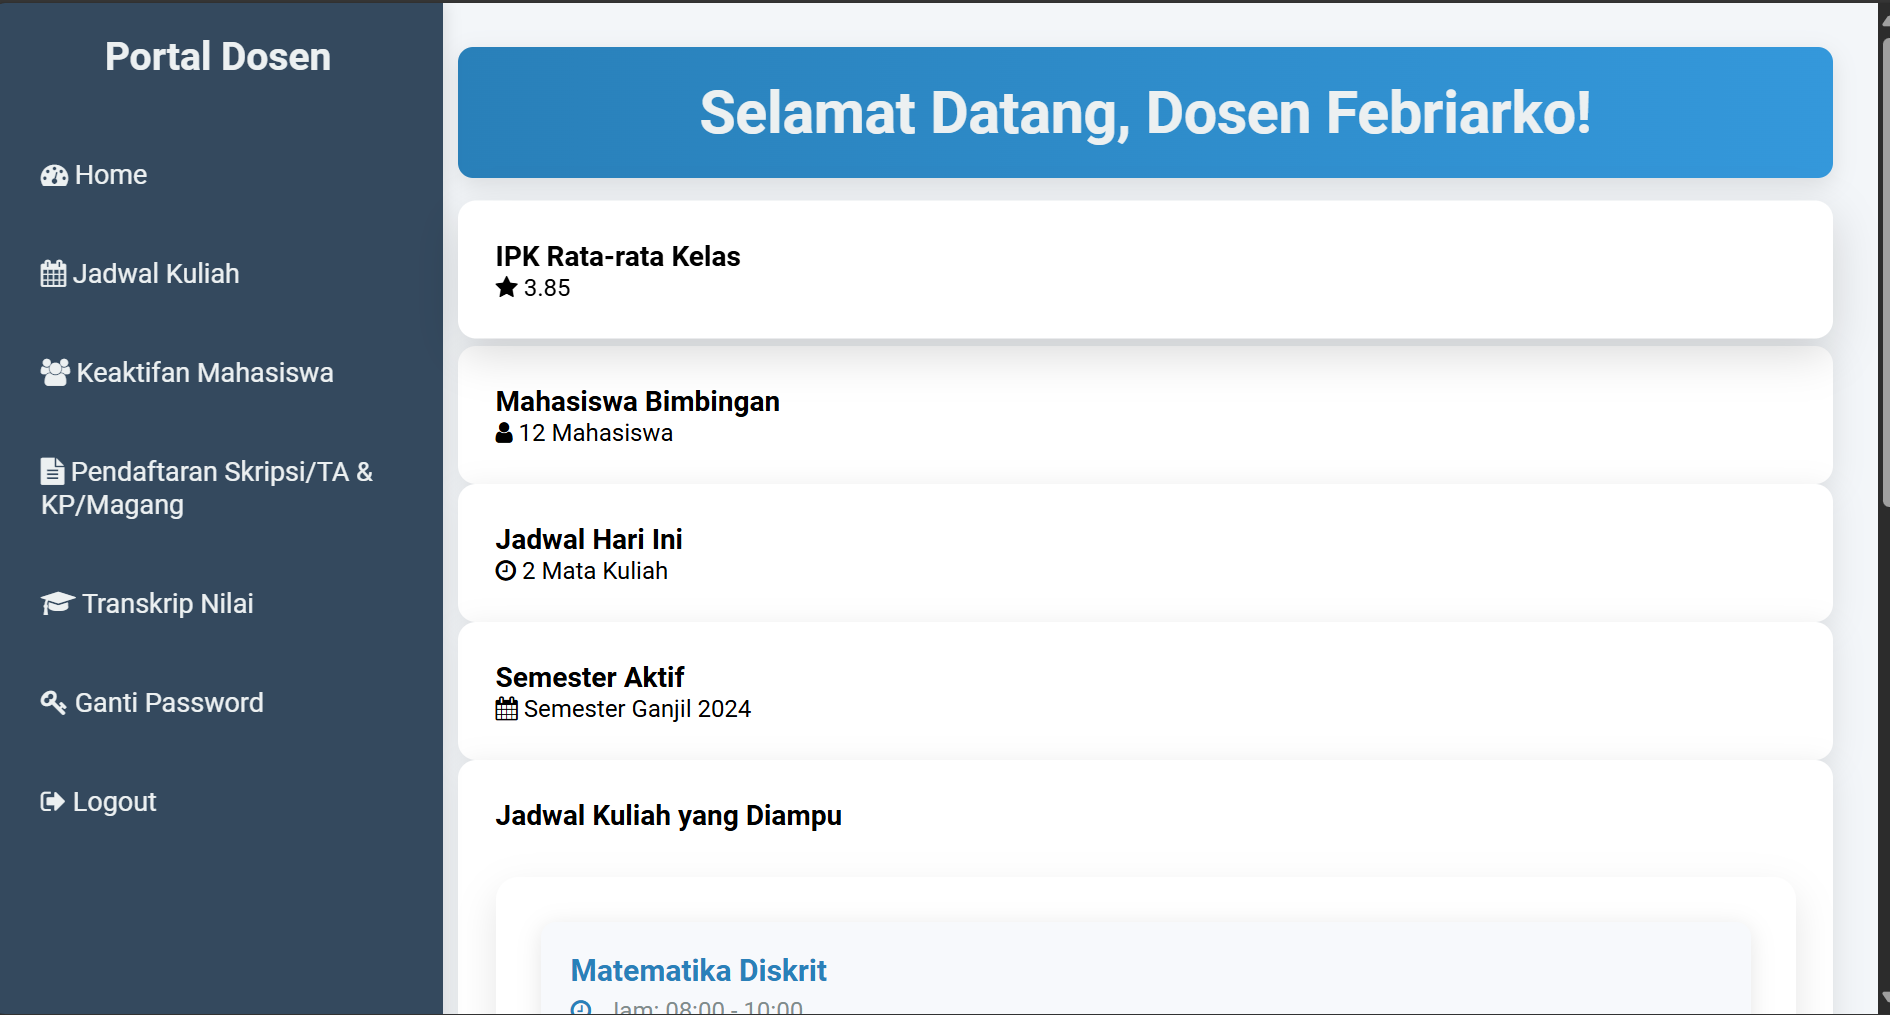 Portal Dosen
Home
Jadwal Kuliah
Keaktifan Mahasiswa
Pendaftaran Skripsi/TA &
KP/Magang
Transkrip Nilai
Ganti Password
Logout
Selamat Datang, Dosen Febriarko!
IPK Rata-rata Kelas
3.85
Mahasiswa Bimbingan
12 Mahasiswa
Jadwal Hari Ini
2 Mata Kuliah
Semester Aktif
Semester Ganjil 2024
Jadwal Kuliah yang Diampu
Matematika Diskrit
Jam: 08:00 - 10:00